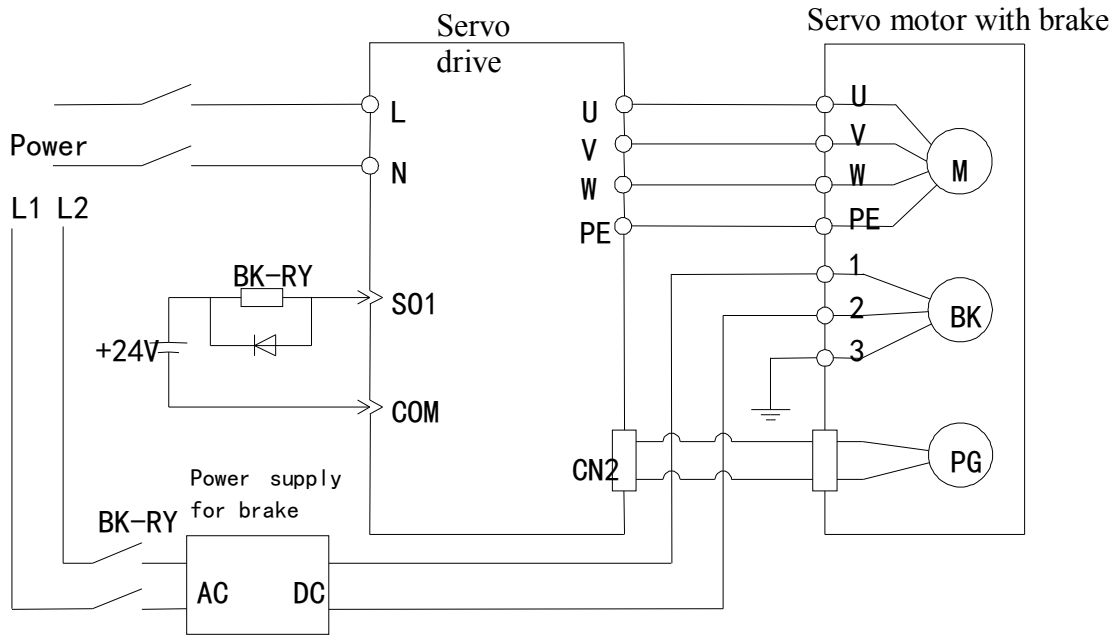 Servo motor with brake
Servo
drive
L
U
U
Power
V
V
N
W
W
M
L1 L2
PE
PE
BK-RY
1
SO1
2
BK
+24V
3
COM
CN2
PG
Power supply
for brake
BK-RY
AC
DC